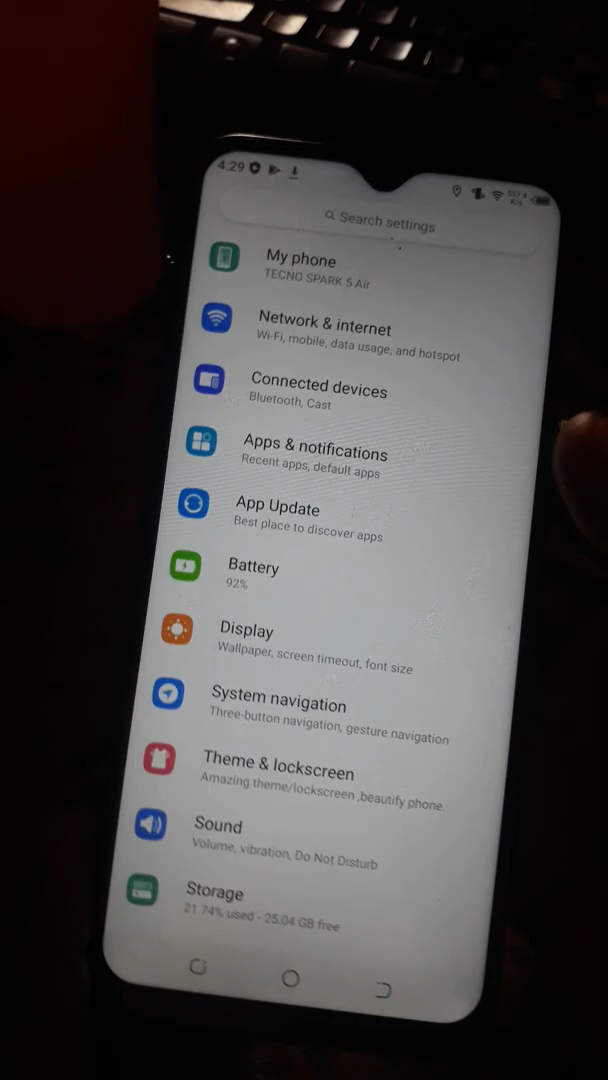 4:29
Search settings
My phone
TECNO SPARK 5 Air
Network & internet
Wi-Fi, mobile, data usage, and hotspot
Connected devices
Bluetooth, Cast
Apps & notifications
Recent apps, default apps
App Update
Best place to discover apps
Battery
92%
Display
Wallpaper, screen timeout, font size
System navigation
Three-button navigation, gesture navigation
Theme & lockscreen
Amazing theme/lockscreen ,beautify phone.
Sound
Volume, vibration, Do Not Disturb
Storage
21.74% used - 25.04 GB free